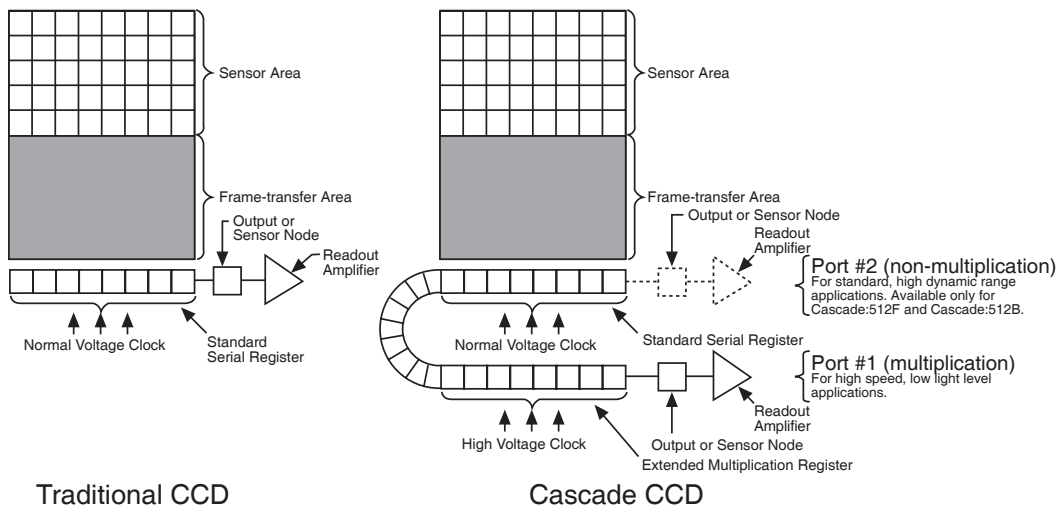 Sensor Area
Frame-transfer Area
Output or
Sensor Node
Readout
Amplifier
Normal Voltage Clock
Standard
Serial Register
Traditional CCD
Sensor Area
Frame-transfer Area
Output or Sensor Node
Readout
Amplifier
Port #2 (non-multiplication)
For standard, high dynamic range
applications. Available only for
Cascade:512F and Cascade:512B.
Normal Voltage Clock
Standard Serial Register
Port #1 (multiplication)
For high speed, low light level
applications.
Readout
Amplifier
High Voltage Clock
Output or Sensor Node
Extended Multiplication Register
Cascade CCD